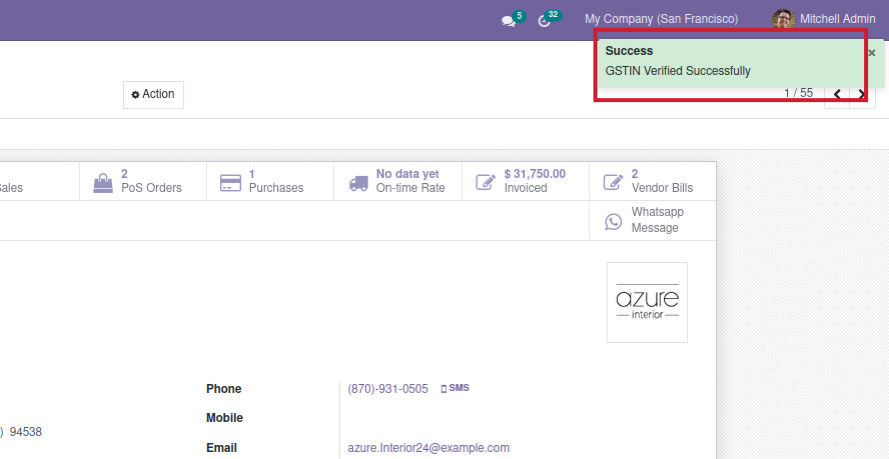 5 32 My Company (San Francisco) Mitchell Admin
Success ×
GSTIN Verified Successfully
Action 1 / 55
2 1 No data yet $ 31,750.00 2
ales PoS Orders Purchases On-time Rate Invoiced Vendor Bills
Whatsapp
Message
azure
interior
Phone (870)-931-0505 SMS
Mobile
) 94538
Email azure.Interior24@example.com